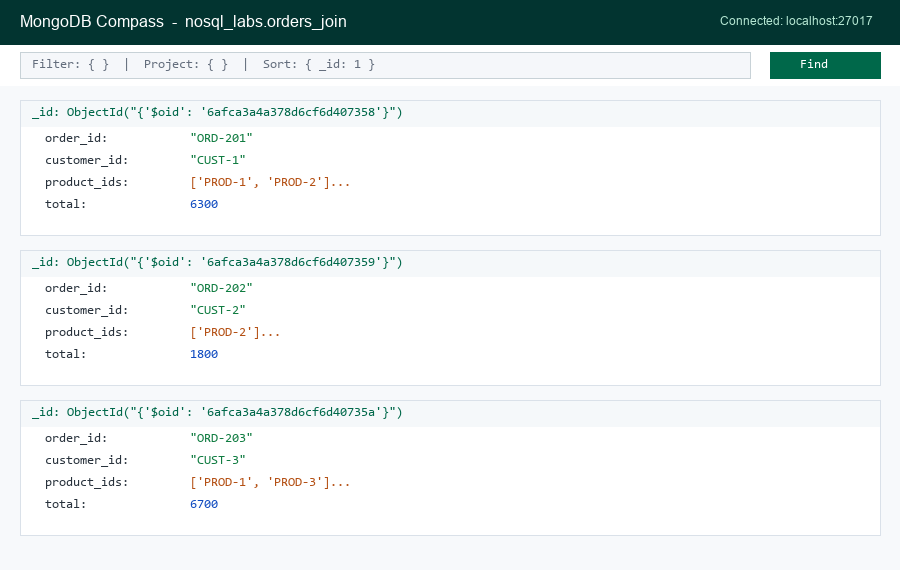 MongoDB Compass - nosql_labs.orders_join
Connected: localhost:27017
Filter: { } | Project: { } | Sort: { _id: 1 }
Find
_id: ObjectId("{'$oid': '6afca3a4a378d6cf6d407358'}")
order_id: "ORD-201"
customer_id: "CUST-1"
product_ids: ['PROD-1', 'PROD-2']...
total: 6300
_id: ObjectId("{'$oid': '6afca3a4a378d6cf6d407359'}")
order_id: "ORD-202"
customer_id: "CUST-2"
product_ids: ['PROD-2']...
total: 1800
_id: ObjectId("{'$oid': '6afca3a4a378d6cf6d40735a'}")
order_id: "ORD-203"
customer_id: "CUST-3"
product_ids: ['PROD-1', 'PROD-3']...
total: 6700